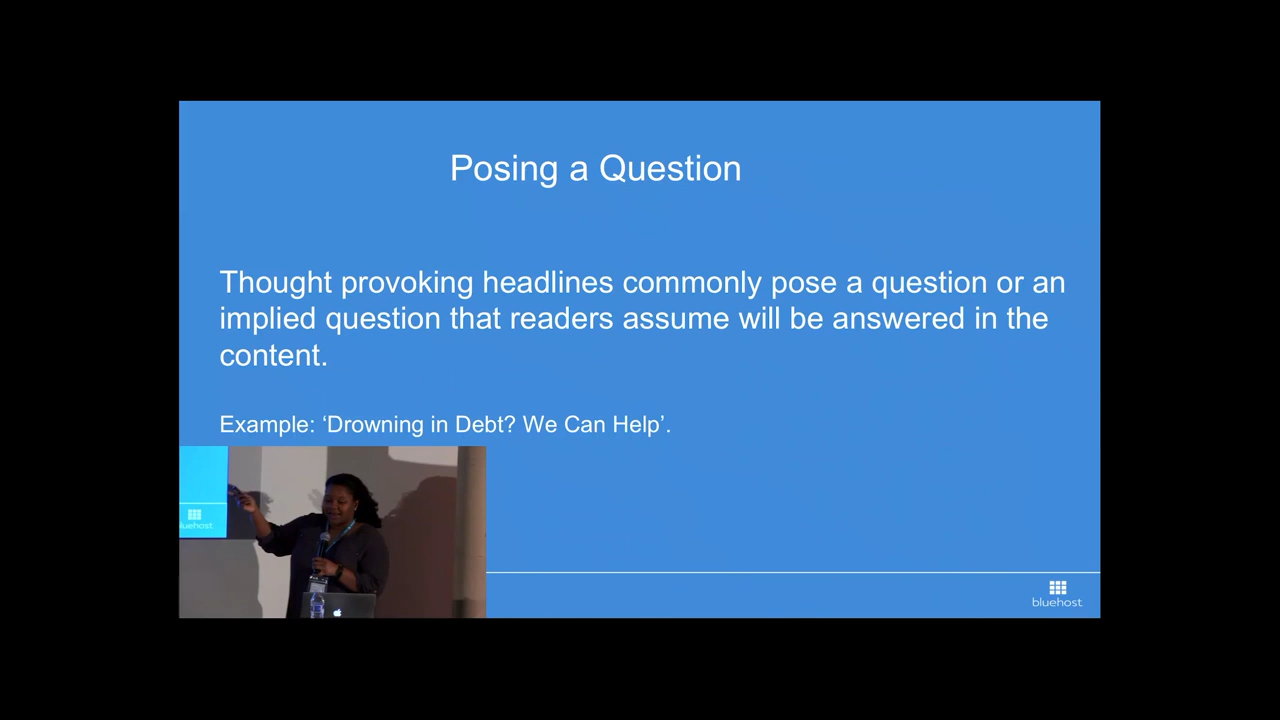 Posing a Question
Thought provoking headlines commonly pose a question or an
implied question that readers assume will be answered in the
content.
Example: ‘Drowning in Debt? We Can Help’.
bluehost
bluehost